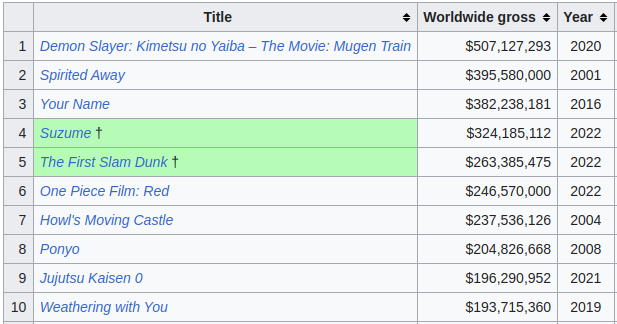 Title Worldwide gross Year
1 Demon Slayer: Kimetsu no Yaiba – The Movie: Mugen Train $507,127,293 2020
2 Spirited Away $395,580,000 2001
3 Your Name $382,238,181 2016
4 Suzume † $324,185,112 2022
5 The First Slam Dunk † $263,385,475 2022
6 One Piece Film: Red $246,570,000 2022
7 Howl's Moving Castle $237,536,126 2004
8 Ponyo $204,826,668 2008
9 Jujutsu Kaisen 0 $196,290,952 2021
10 Weathering with You $193,715,360 2019